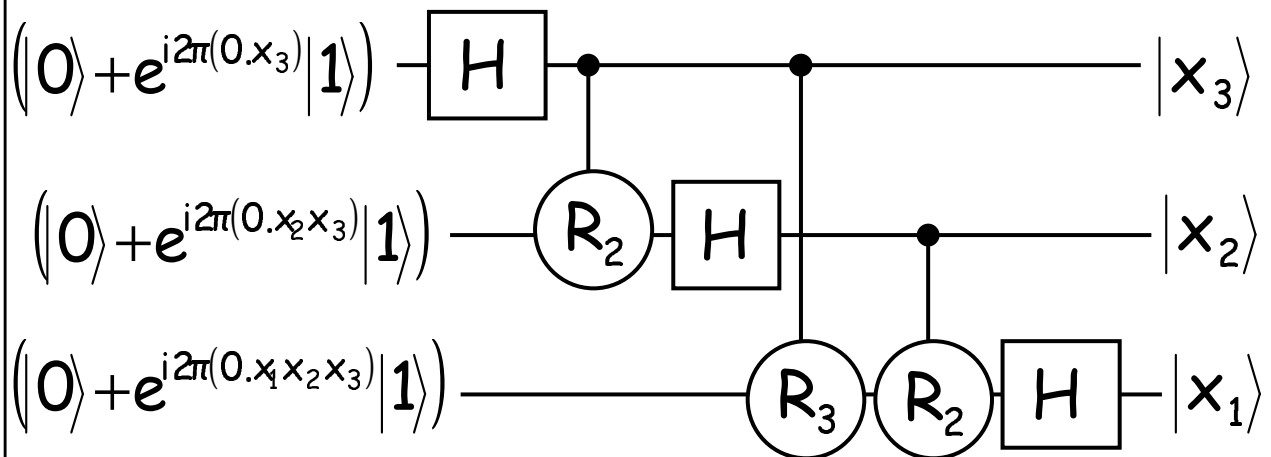 (|0⟩+e^{i2π(0.x₃)}|1⟩) H |x₃⟩
(|0⟩+e^{i2π(0.x₂x₃)}|1⟩) R₂ H |x₂⟩
(|0⟩+e^{i2π(0.x₁x₂x₃)}|1⟩) R₃ R₂ H |x₁⟩